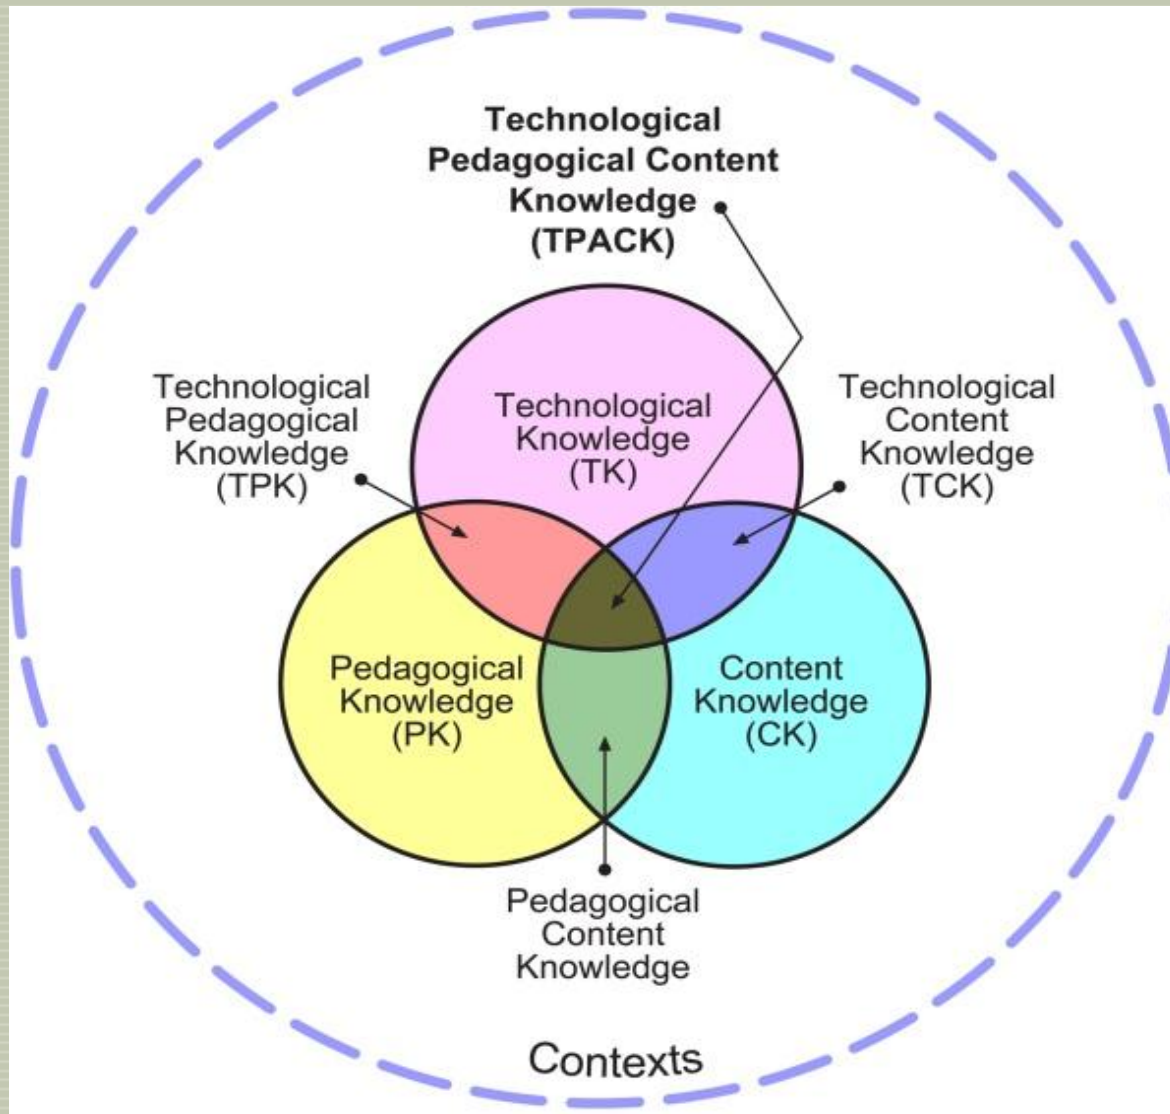 Technological
Pedagogical Content
Knowledge
(TPACK)
Technological
Pedagogical
Knowledge
(TPK)
Technological
Knowledge
(TK)
Technological
Content
Knowledge
(TCK)
Pedagogical
Knowledge
(PK)
Content
Knowledge
(CK)
Pedagogical
Content
Knowledge
Contexts